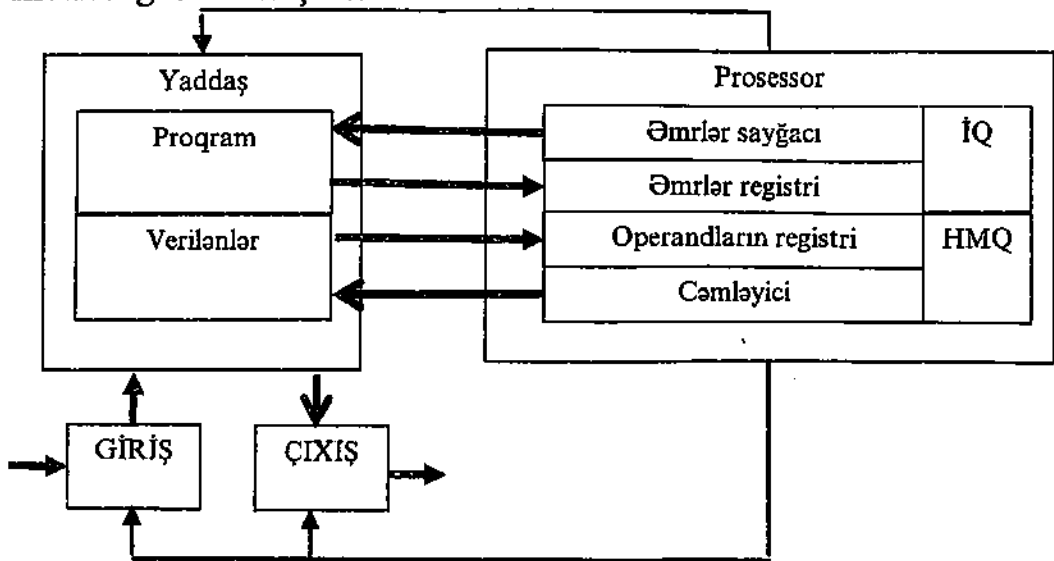 Yaddaş
Prosessor
Proqram
Əmrlər sayğacı
İQ
Əmrlər registri
Verilənlər
Operandların registri
HMQ
Cəmləyici
GİRİŞ
ÇIXIŞ